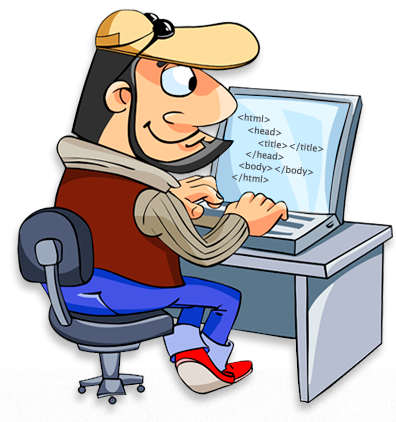 <html>
<head>
<title></title>
</head>
<body></body>
</html>